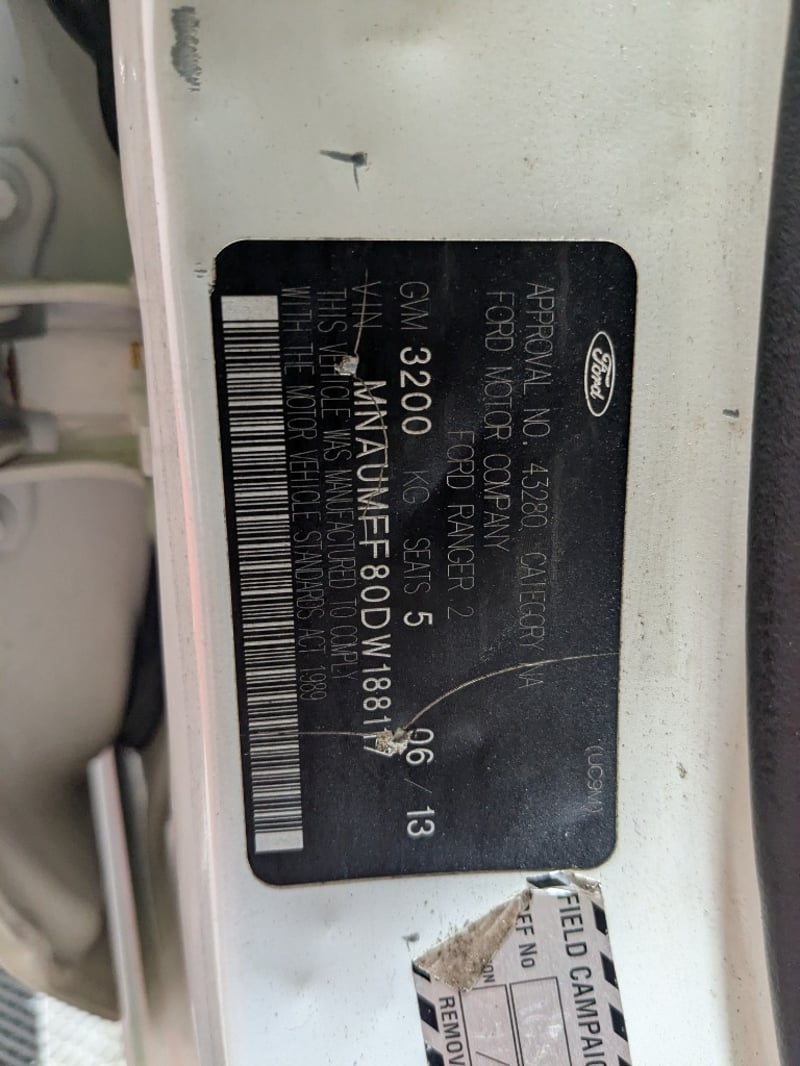 Ford
(UC9M)
APPROVAL NO. 43280 CATEGORY NA
FORD MOTOR COMPANY
FORD RANGER 2
GVM 3200 KG SEATS 5 06 / 13
VIN MNAUMFF80DW18817
THIS VEHICLE WAS MANUFACTURED TO COMPLY
WITH THE MOTOR VEHICLE STANDARDS ACT 1989
FIELD CAMPAIG
REF No
REMOV